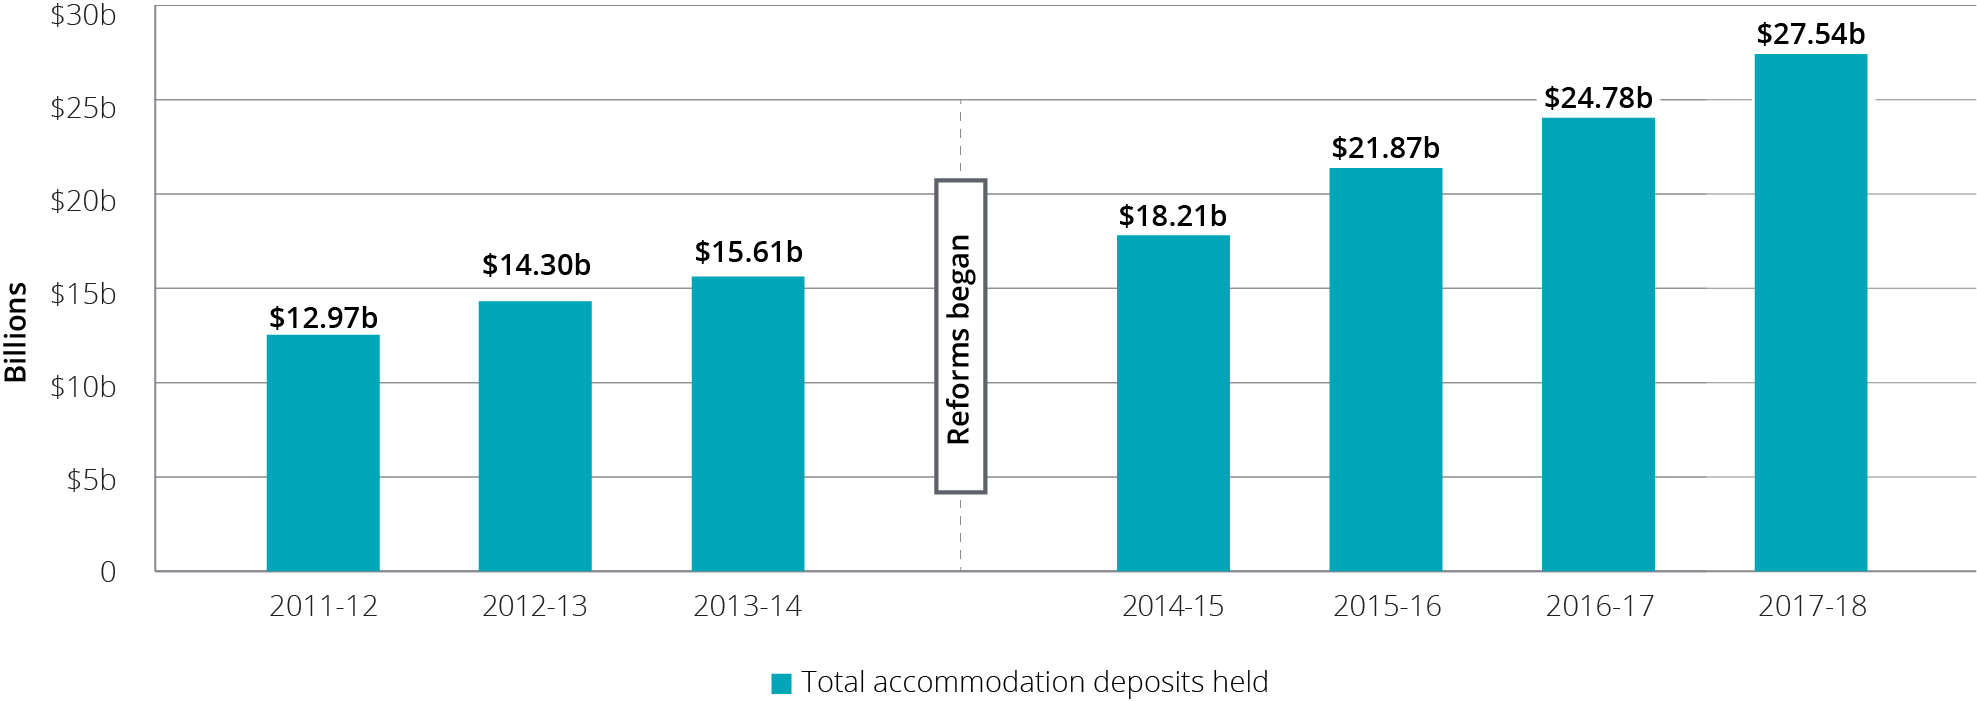 $30b
$25b
$20b
$15b
$10b
$5b
0
Billions
$12.97b
$14.30b
$15.61b
Reforms began
$18.21b
$21.87b
$24.78b
$27.54b
2011-12
2012-13
2013-14
2014-15
2015-16
2016-17
2017-18
Total accommodation deposits held